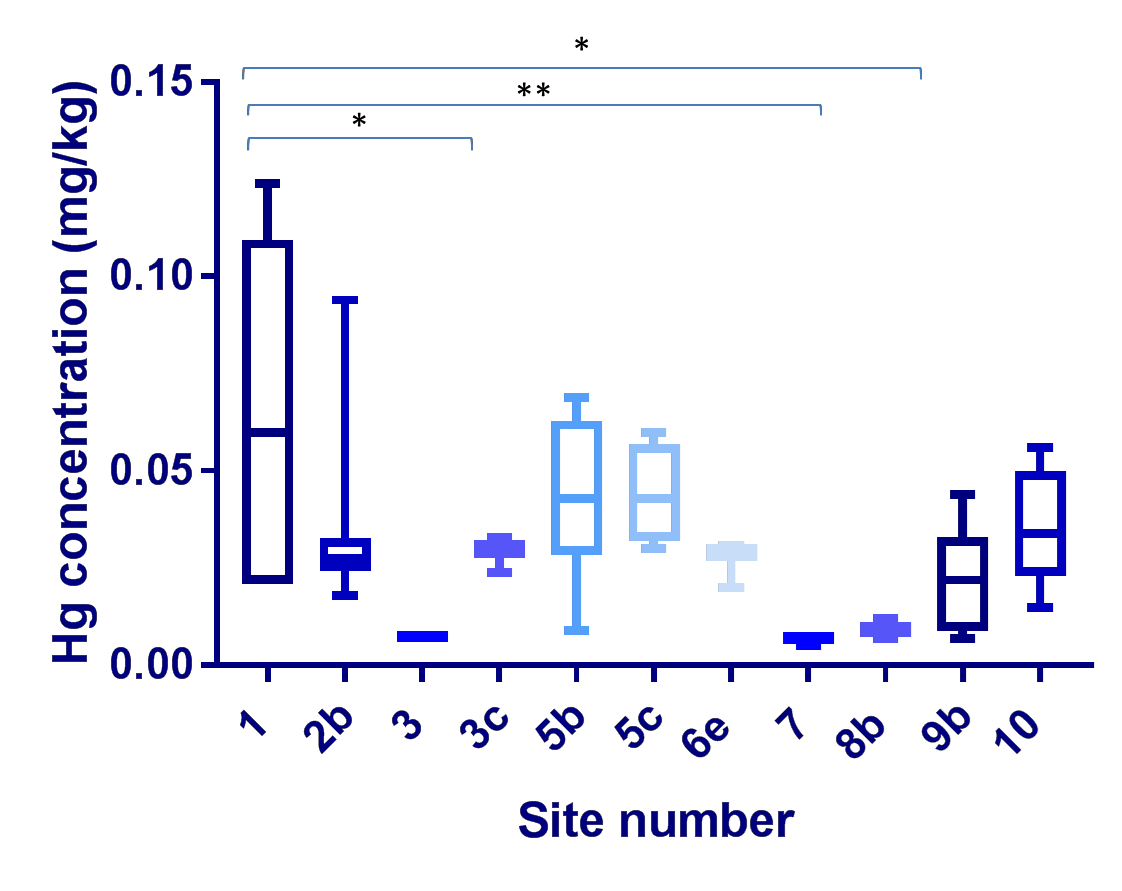 *
**
*
Hg concentration (mg/kg)
0.15
0.10
0.05
0.00
1 2b 3 3c 5b 5c 6e 7 8b 9b 10
Site number